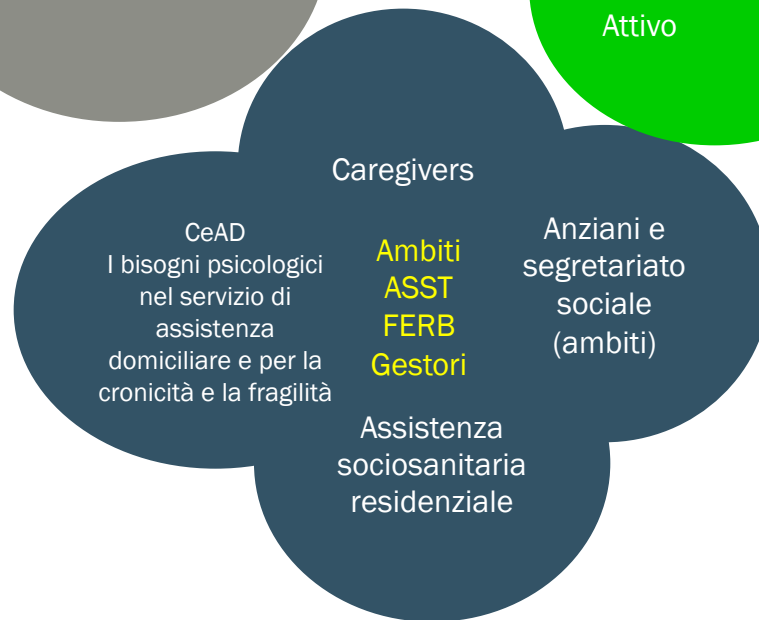 Attivo
Caregivers
CeAD
I bisogni psicologici
nel servizio di
assistenza
domiciliare e per la
cronicità e la fragilità
Ambiti
ASST
FERB
Gestori
Anziani e
segretariato
sociale
(ambiti)
Assistenza
sociosanitaria
residenziale